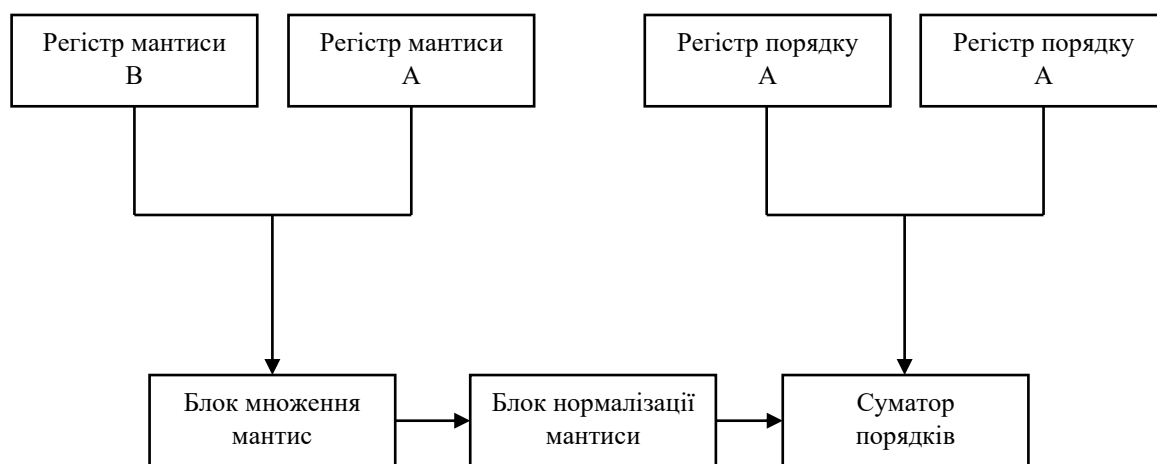 Регістр мантиси
В
Регістр мантиси
А
Регістр порядку
А
Регістр порядку
А
Блок множення
мантис
Блок нормалізації
мантиси
Суматор
порядків